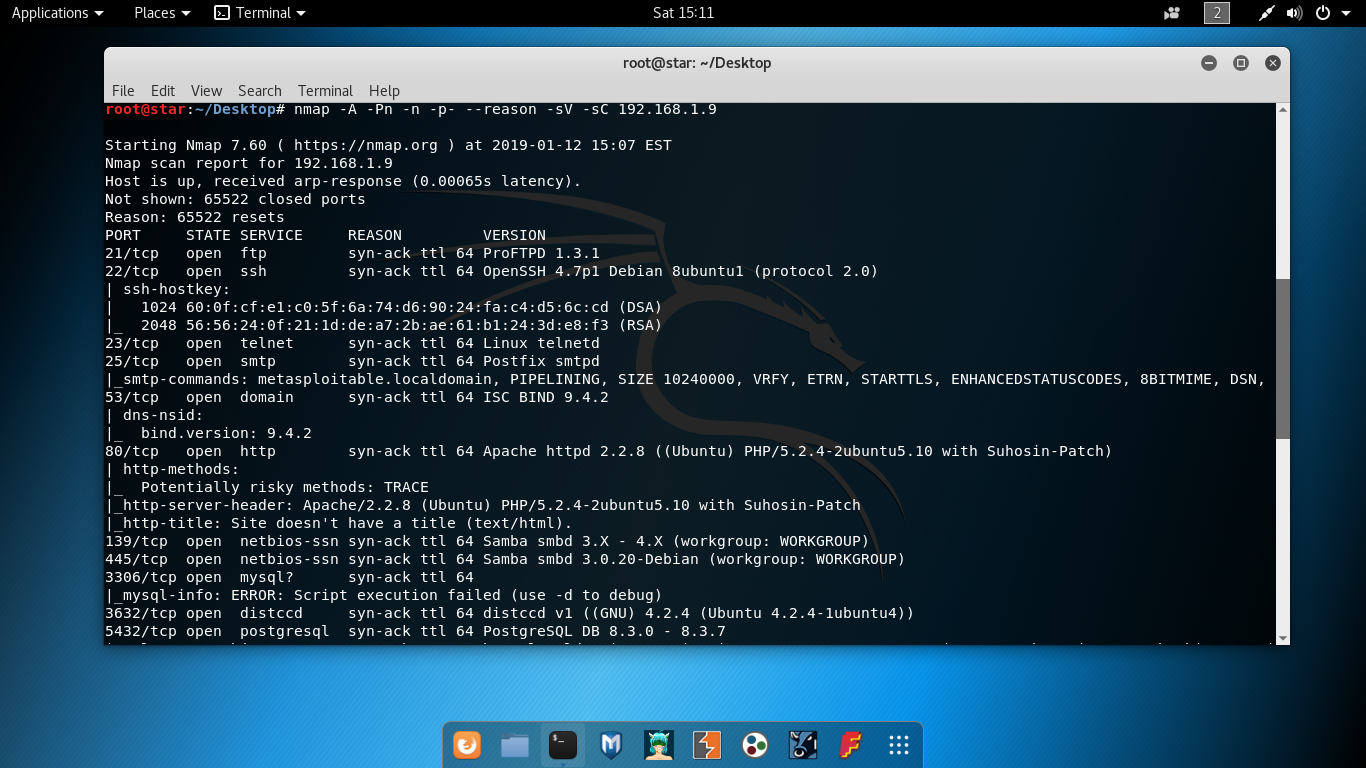 Applications Places Terminal Sat 15:11 2
root@star: ~/Desktop
File Edit View Search Terminal Help
root@star:~/Desktop# nmap -A -Pn -n -p- --reason -sV -sC 192.168.1.9
Starting Nmap 7.60 ( https://nmap.org ) at 2019-01-12 15:07 EST
Nmap scan report for 192.168.1.9
Host is up, received arp-response (0.00065s latency).
Not shown: 65522 closed ports
Reason: 65522 resets
PORT     STATE SERVICE     REASON         VERSION
21/tcp   open  ftp         syn-ack ttl 64 ProFTPD 1.3.1
22/tcp   open  ssh         syn-ack ttl 64 OpenSSH 4.7p1 Debian 8ubuntu1 (protocol 2.0)
| ssh-hostkey:
|   1024 60:0f:cf:e1:c0:5f:6a:74:d6:90:24:fa:c4:d5:6c:cd (DSA)
|_  2048 56:56:24:0f:21:1d:de:a7:2b:ae:61:b1:24:3d:e8:f3 (RSA)
23/tcp   open  telnet      syn-ack ttl 64 Linux telnetd
25/tcp   open  smtp        syn-ack ttl 64 Postfix smtpd
|_smtp-commands: metasploitable.localdomain, PIPELINING, SIZE 10240000, VRFY, ETRN, STARTTLS, ENHANCEDSTATUSCODES, 8BITMIME, DSN,
53/tcp   open  domain      syn-ack ttl 64 ISC BIND 9.4.2
| dns-nsid:
|_  bind.version: 9.4.2
80/tcp   open  http        syn-ack ttl 64 Apache httpd 2.2.8 ((Ubuntu) PHP/5.2.4-2ubuntu5.10 with Suhosin-Patch)
| http-methods:
|_  Potentially risky methods: TRACE
|_http-server-header: Apache/2.2.8 (Ubuntu) PHP/5.2.4-2ubuntu5.10 with Suhosin-Patch
|_http-title: Site doesn't have a title (text/html).
139/tcp  open  netbios-ssn syn-ack ttl 64 Samba smbd 3.X - 4.X (workgroup: WORKGROUP)
445/tcp  open  netbios-ssn syn-ack ttl 64 Samba smbd 3.0.20-Debian (workgroup: WORKGROUP)
3306/tcp open  mysql?      syn-ack ttl 64
|_mysql-info: ERROR: Script execution failed (use -d to debug)
3632/tcp open  distccd     syn-ack ttl 64 distccd v1 ((GNU) 4.2.4 (Ubuntu 4.2.4-1ubuntu4))
5432/tcp open  postgresql  syn-ack ttl 64 PostgreSQL DB 8.3.0 - 8.3.7